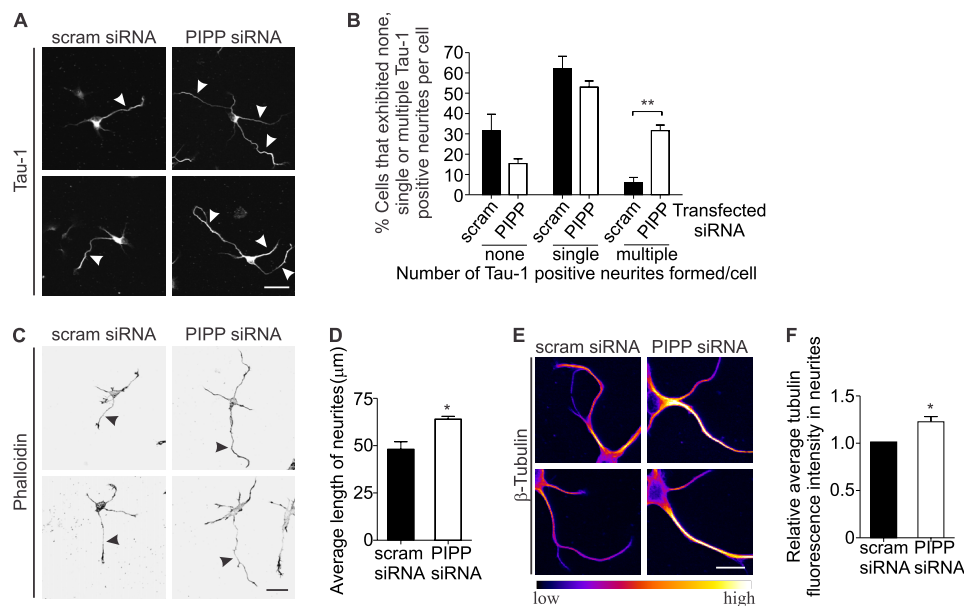 A
scram siRNA PIPP siRNA
Tau-1
B
% Cells that exhibited none,
single or multiple Tau-1
positive neurites per cell
70
60
50
40
30
20
10
0
**
scram PIPP scram PIPP scram PIPP
Transfected
siRNA
none single multiple
Number of Tau-1 positive neurites formed/cell
C
scram siRNA PIPP siRNA
Phalloidin
D
Average length of neurites(μm)
75
50
25
0
*
scram PIPP
siRNA siRNA
E
scram siRNA PIPP siRNA
β-Tubulin
low high
F
Relative average tubulin
fluorescence intensity in neurites
1.5
1.0
0.5
0
*
scram PIPP
siRNA siRNA